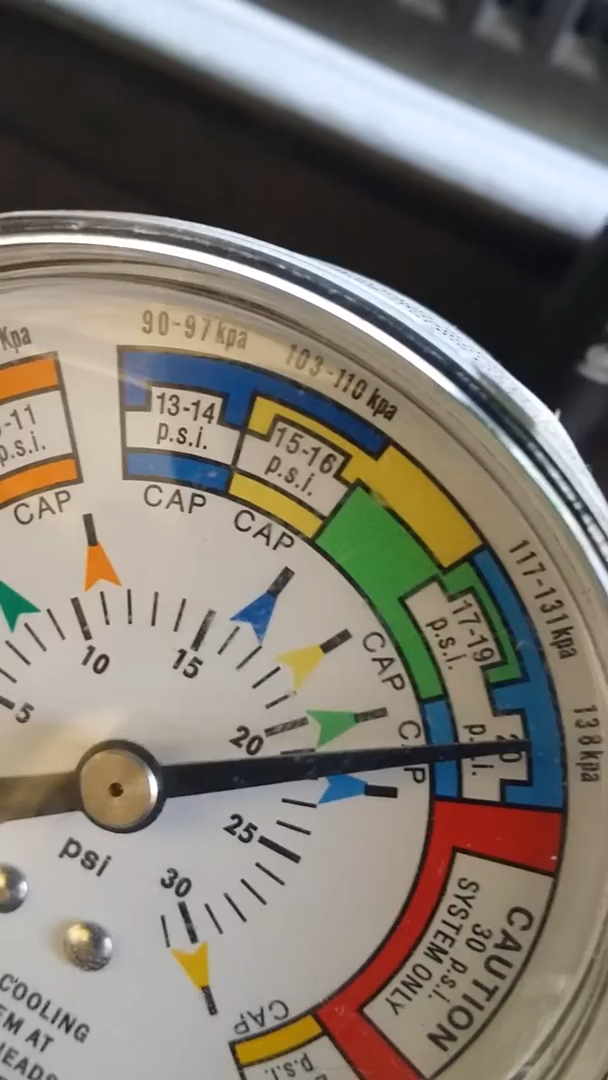 Kpa
90-97 kpa
103-110 kpa
117-131 kpa
138 kpa
-11
p.s.i.
CAP
13-14
p.s.i.
CAP
15-16
p.s.i.
CAP
17-19
p.s.i.
CAP
20
CAP
5
10
15
20
25
30
psi
CAUTION
30 p.s.i.
SYSTEM ONLY
CAP
p.s.i.
COOLING
EM AT
HEADS